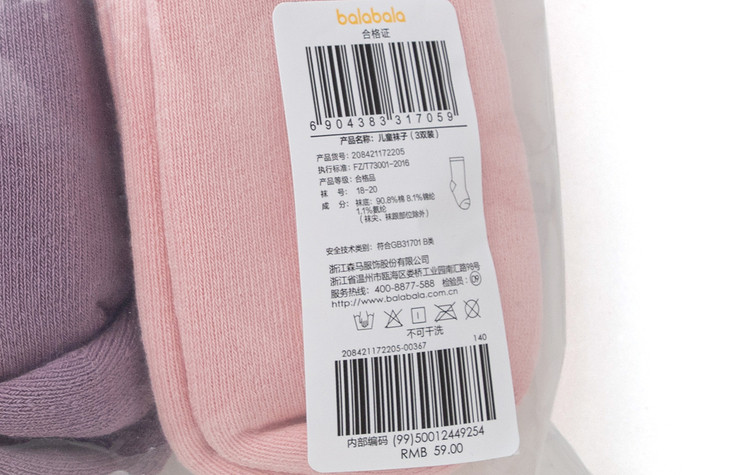 balabala
合格证
6904383317059
产品名称：儿童袜子（3双装）
产品货号：208421172205
执行标准：FZ/T73001-2016
产品等级：合格品
袜　号：18-20
成　分：袜底：90.8%棉 8.1%锦纶
1.1%氨纶
（袜尖、袜跟部位除外）
安全技术类别：符合GB31701 B类
浙江森马服饰股份有限公司
浙江省温州市瓯海区娄桥工业园南汇路98号
服务热线：400-8877-588 检验员：09
www.balabala.com.cn
不可干洗
208421172205-00367 140
内部编码 (99)50012449254
RMB 59.00